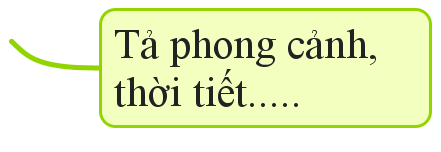 Tả phong cảnh,
thời tiết.....